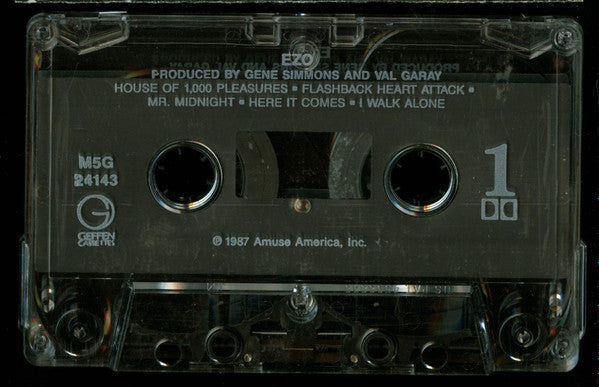 EZO
PRODUCED BY GENE SIMMONS AND VAL GARAY
HOUSE OF 1,000 PLEASURES • FLASHBACK HEART ATTACK •
MR. MIDNIGHT • HERE IT COMES • I WALK ALONE
M5G
24143
1
G
GEFFEN
CASSETTES
℗ 1987 Amuse America, Inc.